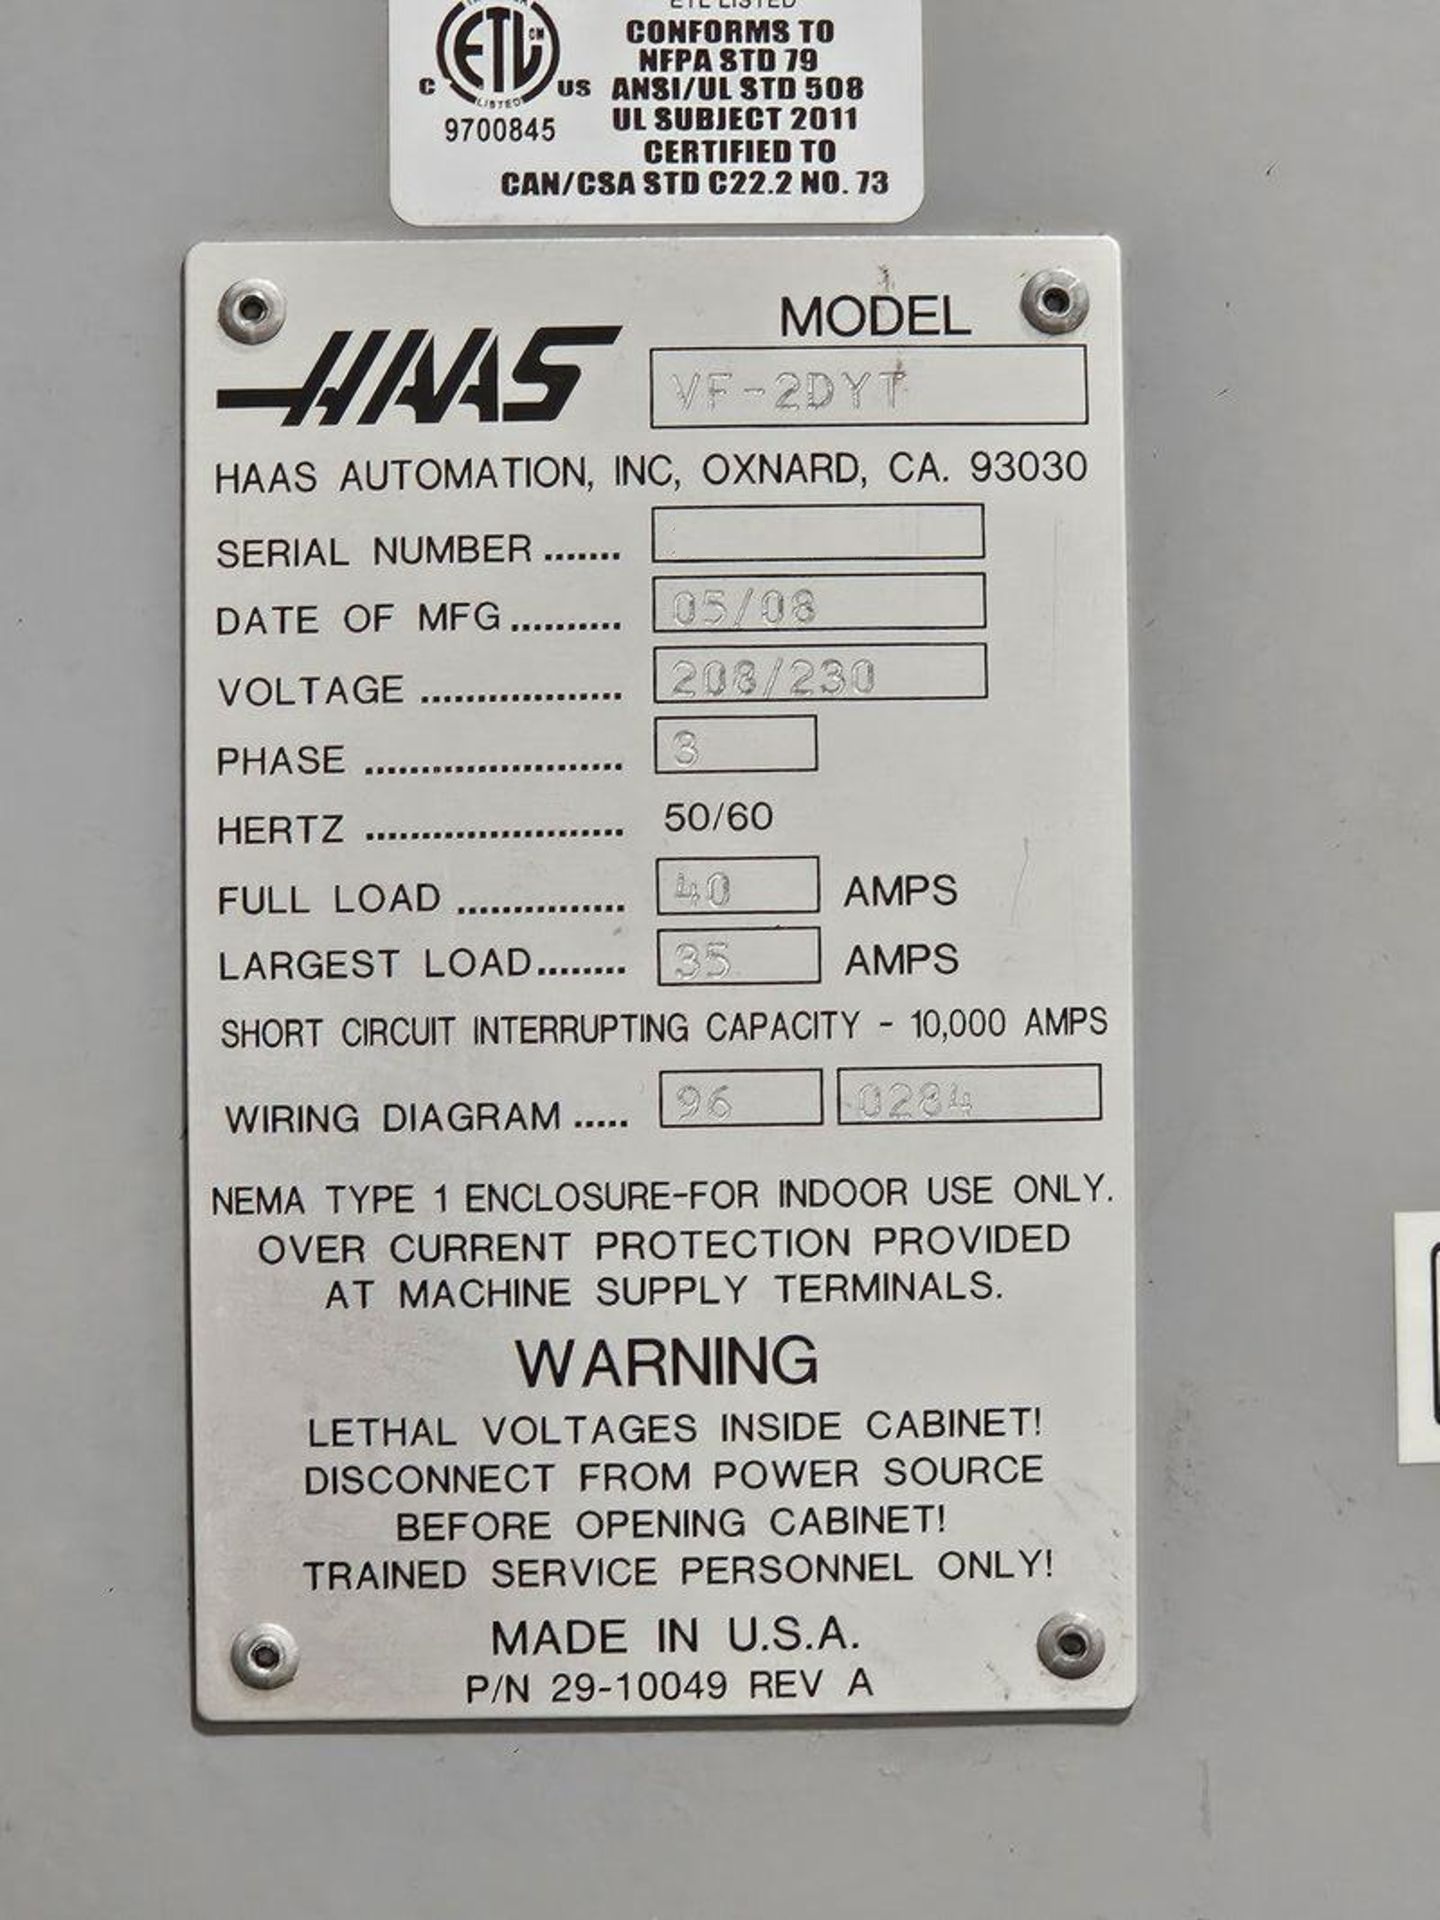 ETL LISTED
CONFORMS TO
NFPA STD 79
ANSI/UL STD 508
UL SUBJECT 2011
CERTIFIED TO
CAN/CSA STD C22.2 NO. 73
ETL CM
C US
LISTED
9700845
MODEL
HAAS VF-2DYT
HAAS AUTOMATION, INC, OXNARD, CA. 93030
SERIAL NUMBER .......
DATE OF MFG .......... 05/08
VOLTAGE .................. 208/230
PHASE ....................... 3
HERTZ ....................... 50/60
FULL LOAD ............... 40 AMPS
LARGEST LOAD........ 35 AMPS
SHORT CIRCUIT INTERRUPTING CAPACITY - 10,000 AMPS
WIRING DIAGRAM ..... 96 0284
NEMA TYPE 1 ENCLOSURE-FOR INDOOR USE ONLY.
OVER CURRENT PROTECTION PROVIDED
AT MACHINE SUPPLY TERMINALS.
WARNING
LETHAL VOLTAGES INSIDE CABINET!
DISCONNECT FROM POWER SOURCE
BEFORE OPENING CABINET!
TRAINED SERVICE PERSONNEL ONLY!
MADE IN U.S.A.
P/N 29-10049 REV A